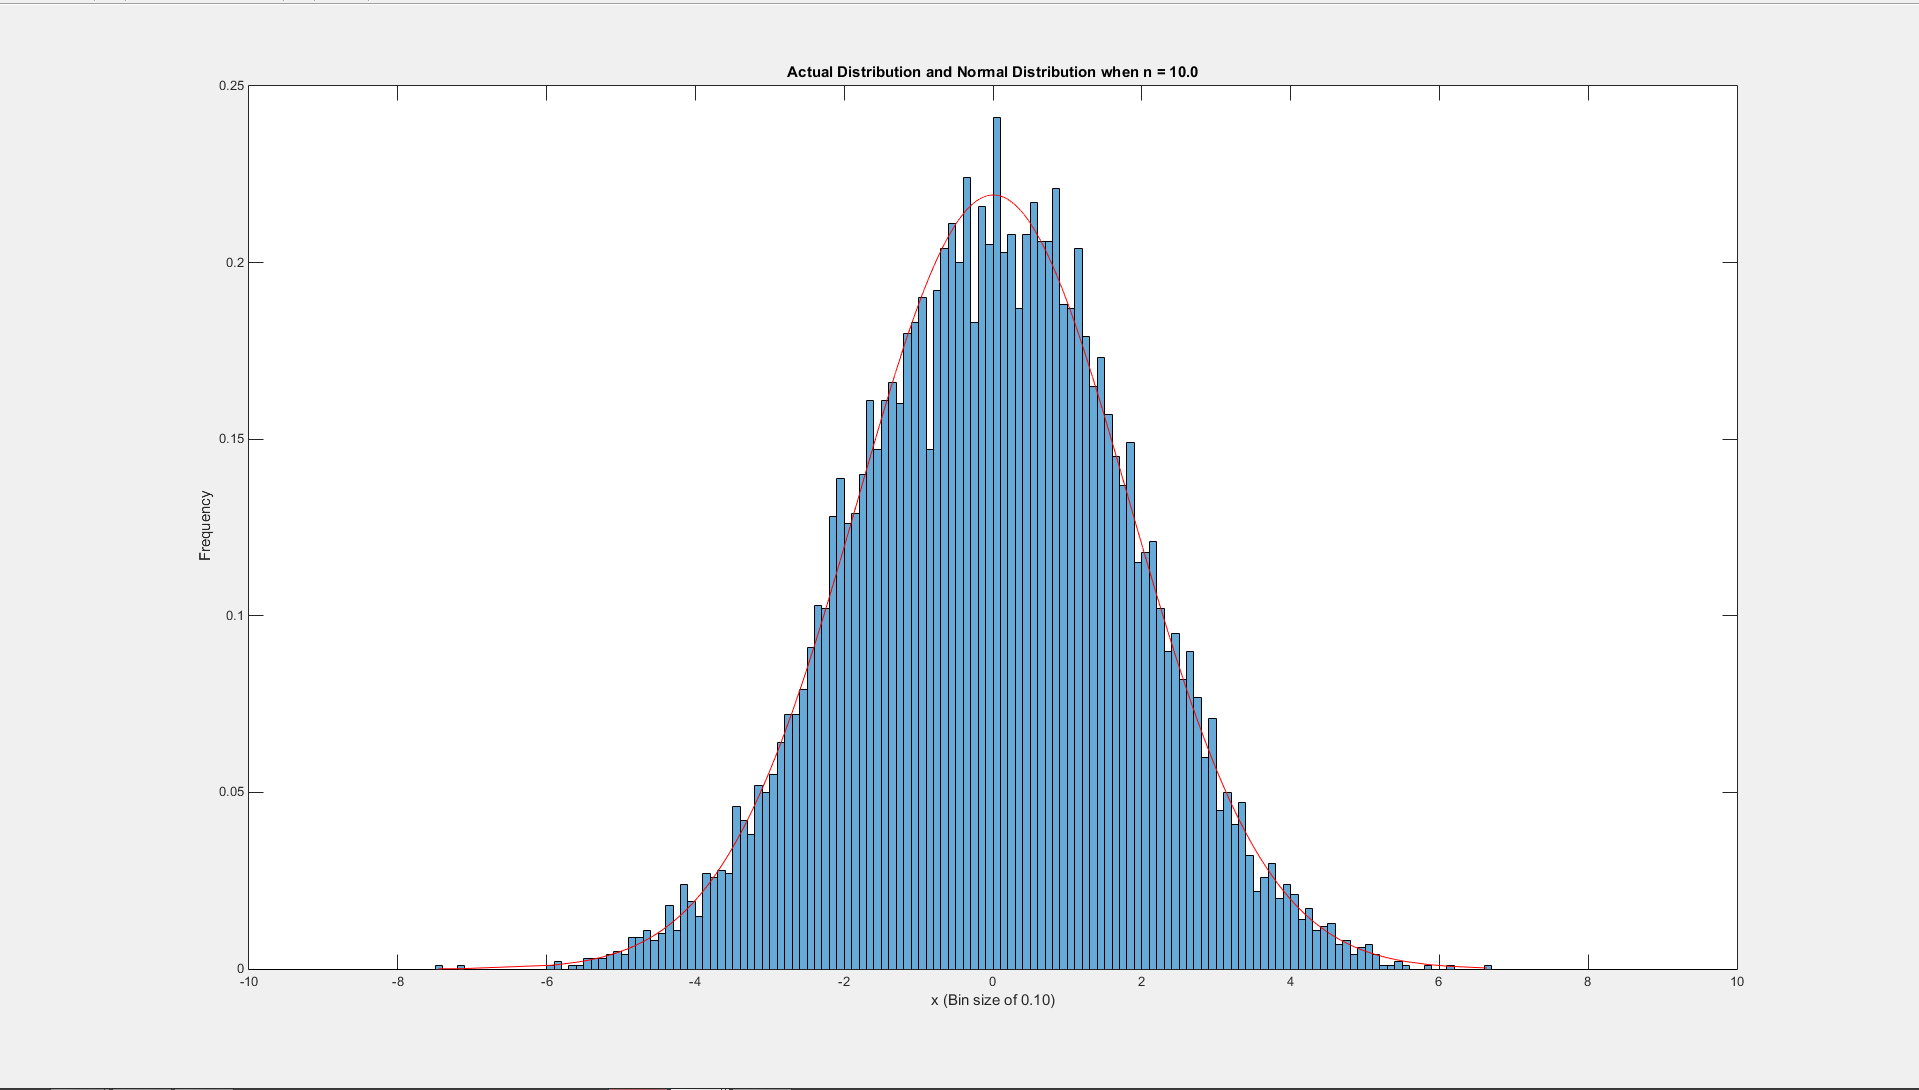 Actual Distribution and Normal Distribution when n = 10.0
0.25
0.2
0.15
0.1
0.05
0
Frequency
-10 -8 -6 -4 -2 0 2 4 6 8 10
x (Bin size of 0.10)